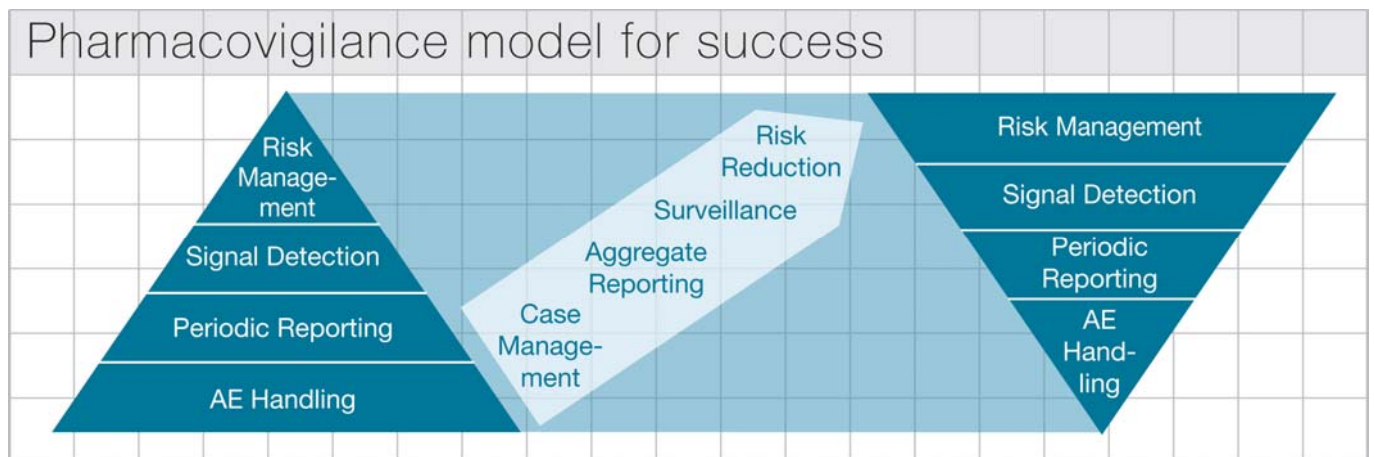 Pharmacovigilance model for success
Risk
Manage-
ment
Signal Detection
Periodic Reporting
AE Handling
Risk
Reduction
Surveillance
Aggregate
Reporting
Case
Manage-
ment
Risk Management
Signal Detection
Periodic
Reporting
AE
Hand-
ling